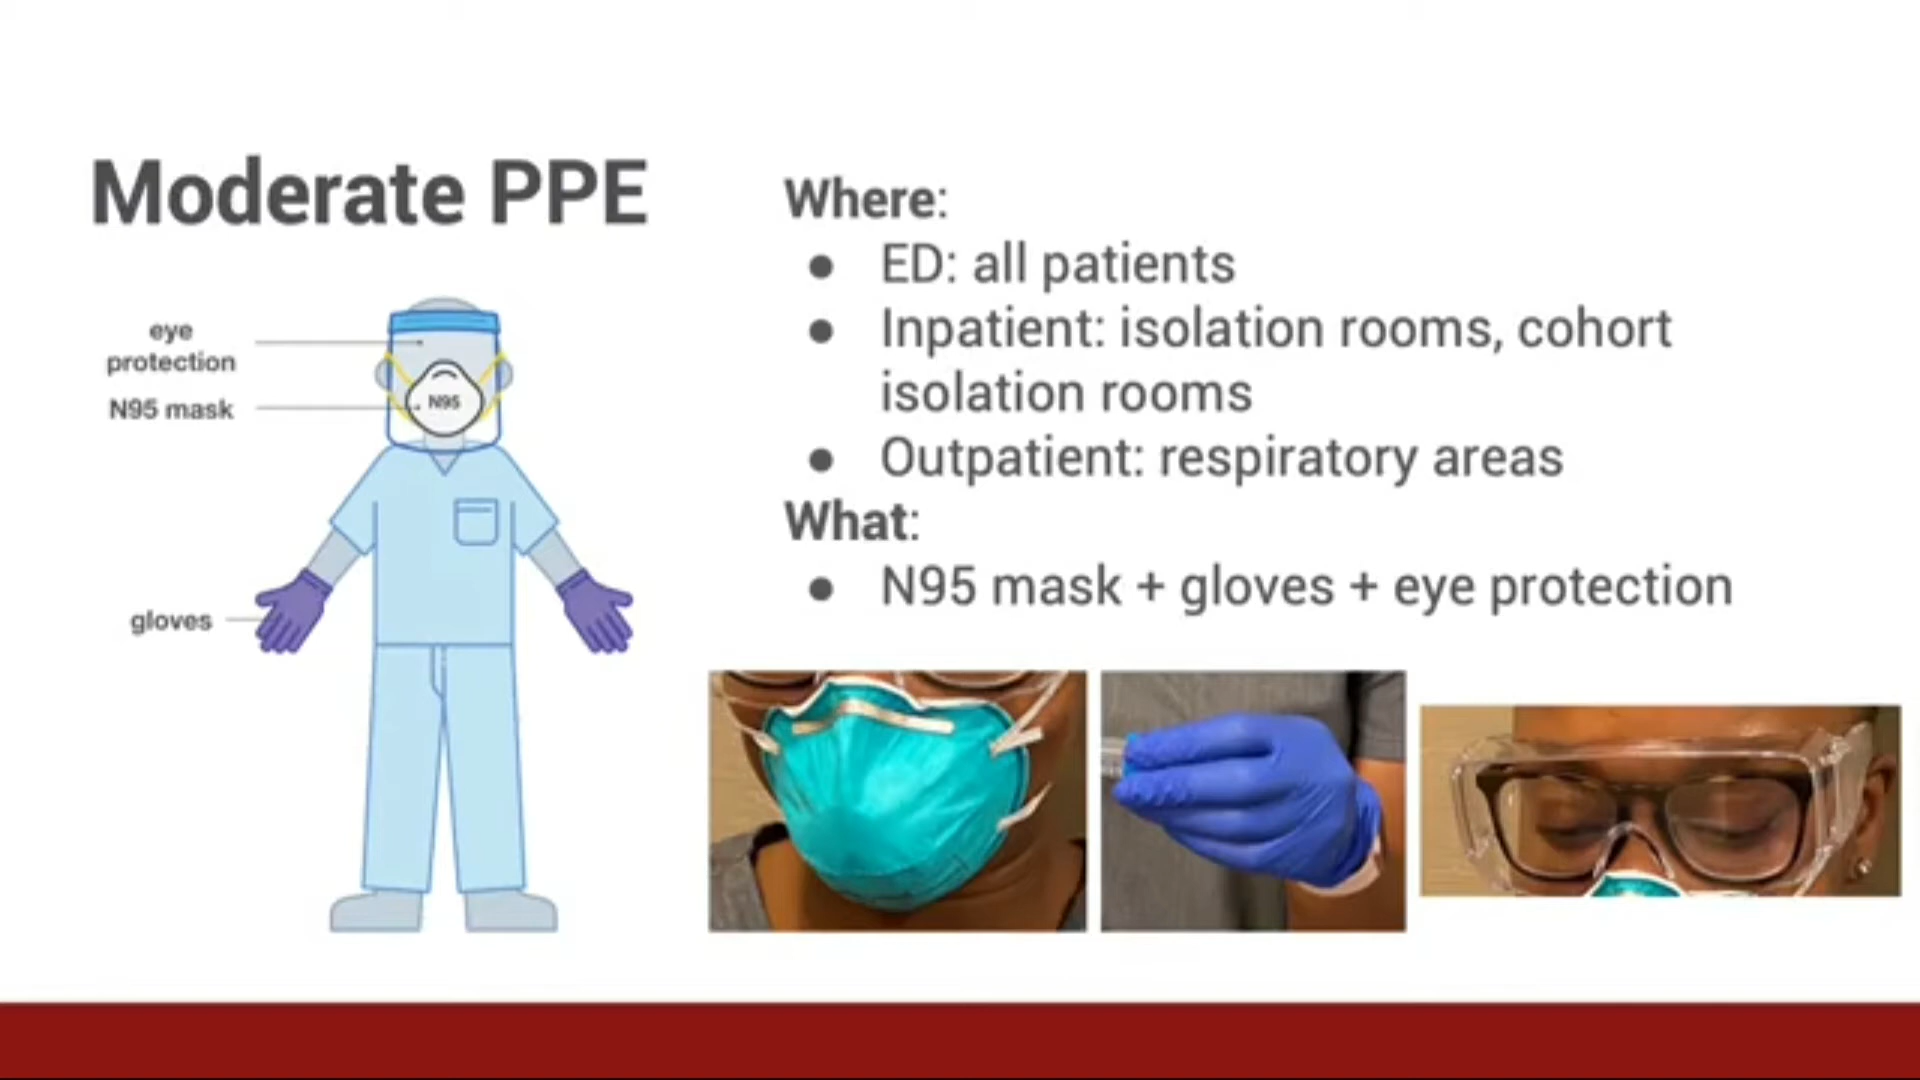 Moderate PPE
eye
protection
N95 mask
N95
gloves
Where:
● ED: all patients
● Inpatient: isolation rooms, cohort
isolation rooms
● Outpatient: respiratory areas
What:
● N95 mask + gloves + eye protection